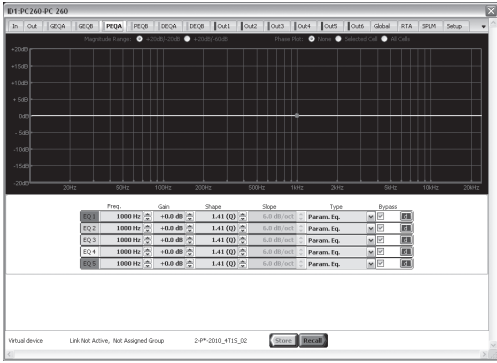 ID1:PC260-PC 260
In Out GEQA GEQB PEQA PEQB DEQA DEQB Out1 Out2 Out3 Out4 Out5 Out6 Global RTA SPLM Setup
Magnitude Range: +20dB/-20dB +20dB/-60dB Phase Plot: None Selected Cell All Cells
+20dB
+15dB
+10dB
+ 5dB
0dB
- 5dB
-10dB
-15dB
-20dB
20Hz 50Hz 100Hz 200Hz 500Hz 1kHz 2kHz 5kHz 10kHz 20kHz
Freq. Gain Shape Slope Type Bypass
EQ 1 1000 Hz +0.0 dB 1.41 (Q) 6.0 dB/oct Param. Eq.
EQ 2 1000 Hz +0.0 dB 1.41 (Q) 6.0 dB/oct Param. Eq.
EQ 3 1000 Hz +0.0 dB 1.41 (Q) 6.0 dB/oct Param. Eq.
EQ 4 1000 Hz +0.0 dB 1.41 (Q) 6.0 dB/oct Param. Eq.
EQ 5 1000 Hz +0.0 dB 1.41 (Q) 6.0 dB/oct Param. Eq.
Virtual device Link Not Active, Not Assigned Group 2-P*-2010_4T1S_02 Store Recall